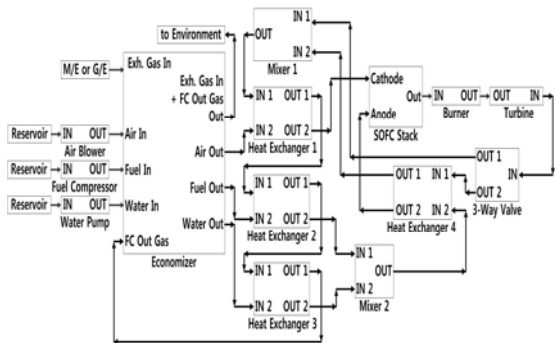 to Environment
OUT
IN 1
IN 2
Mixer 1
M/E or G/E
Exh. Gas In
Exh. Gas In
+ FC Out Gas
Out
Reservoir
IN OUT
Air Blower
Air In
Air Out
Reservoir
IN OUT
Fuel Compressor
Fuel In
Fuel Out
Reservoir
IN OUT
Water Pump
Water In
Water Out
FC Out Gas
Economizer
IN 1 OUT 1
IN 2 OUT 2
Heat Exchanger 1
IN 1 OUT 1
IN 2 OUT 2
Heat Exchanger 2
IN 1 OUT 1
IN 2 OUT 2
Heat Exchanger 3
Cathode
Out
Anode
SOFC Stack
IN OUT
Burner
OUT IN
Turbine
OUT 1
IN
OUT 2
3-Way Valve
OUT 1 IN 1
OUT 2 IN 2
Heat Exchanger 4
IN 1
OUT
IN 2
Mixer 2